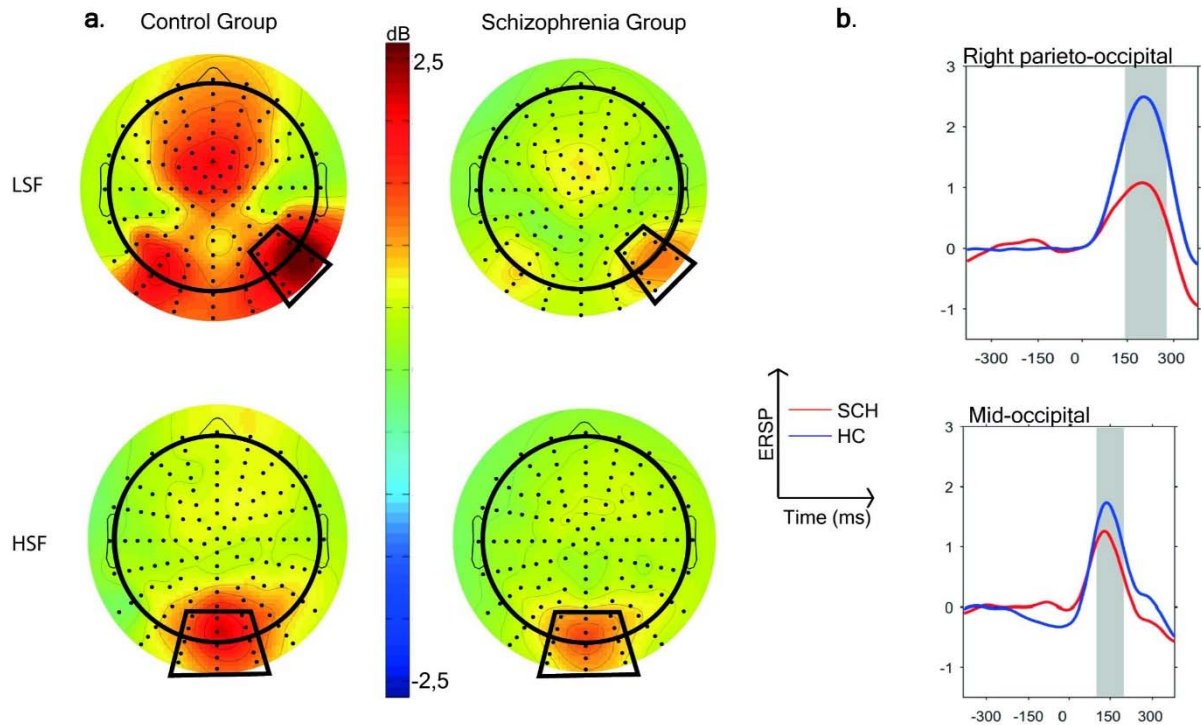 a.
Control Group
Schizophrenia Group
b.
dB
2,5
-2,5
LSF
HSF
Right parieto-occipital
3
2
1
0
-1
-300 -150 0 150 300
ERSP
Time (ms)
SCH
HC
Mid-occipital
3
2
1
0
-1
-300 -150 0 150 300